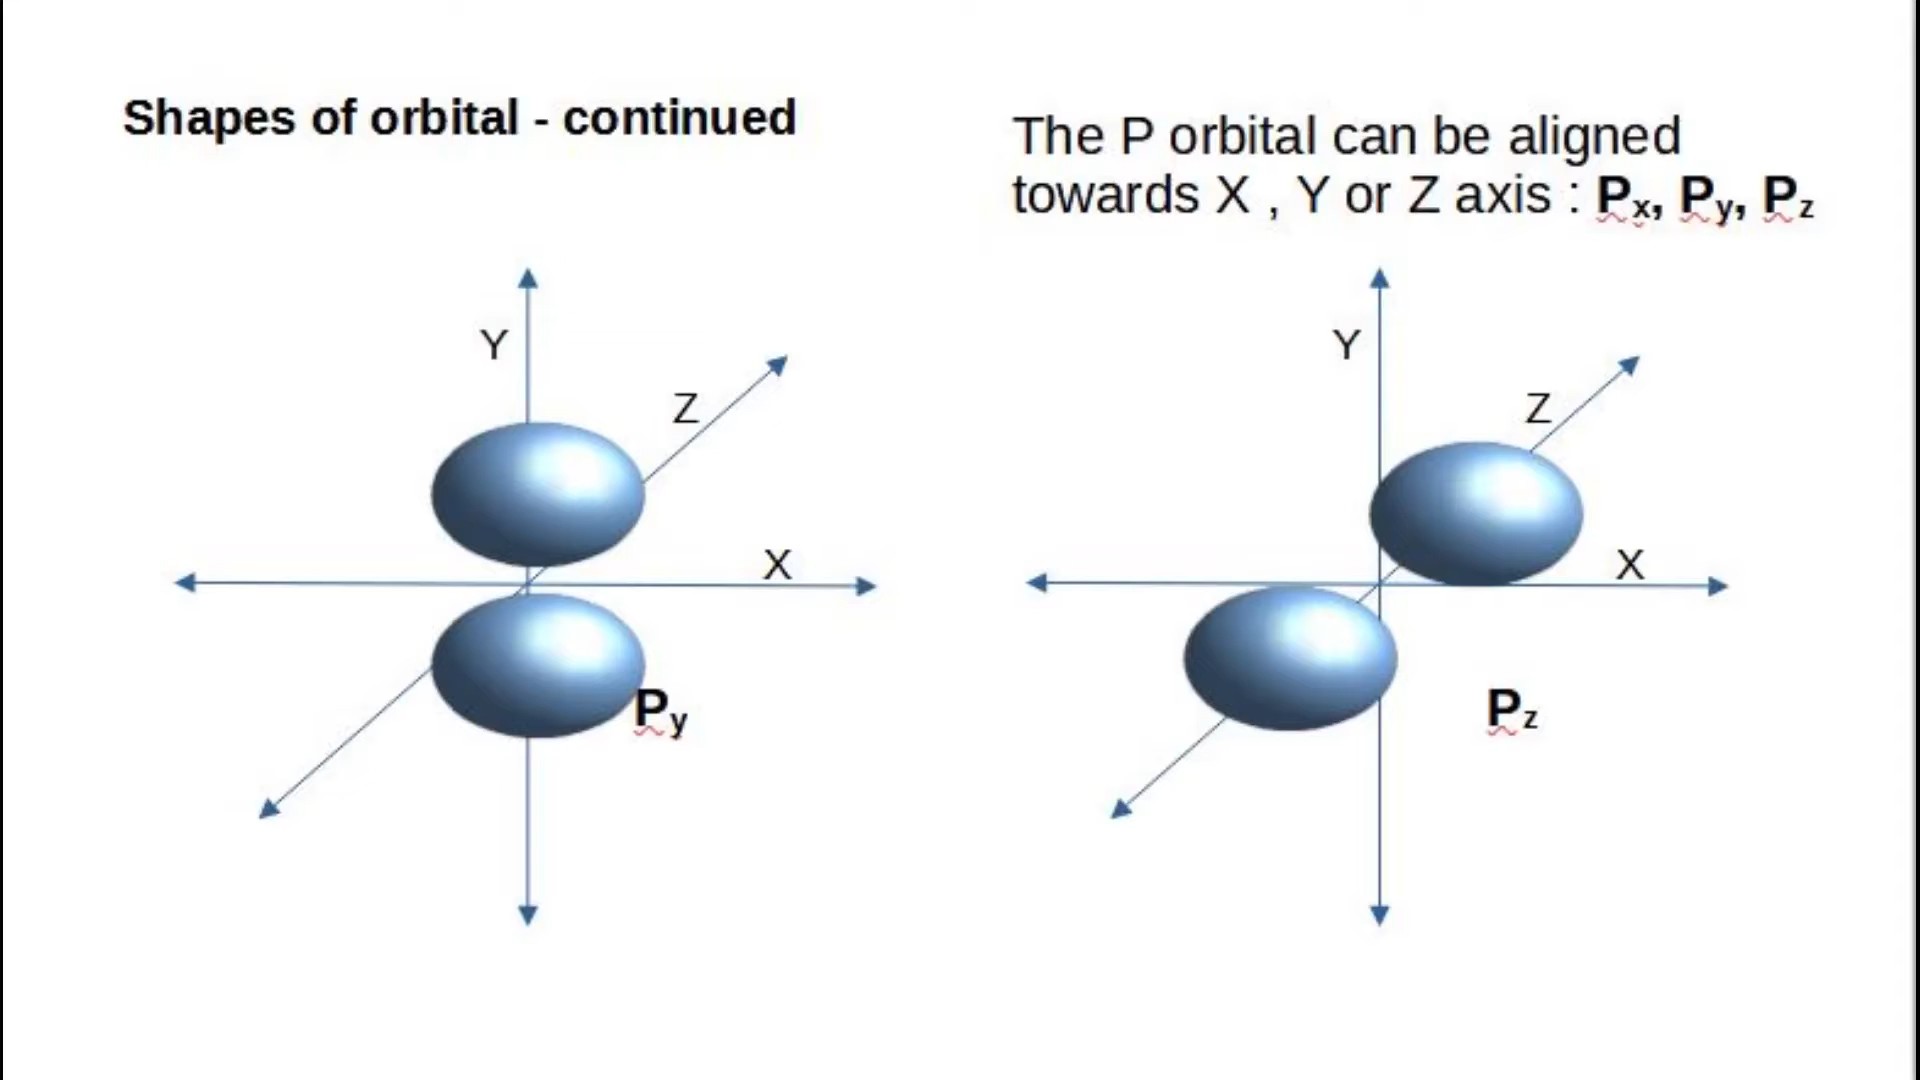 Shapes of orbital - continued
The P orbital can be aligned
towards X , Y or Z axis : Px, Py, Pz
Y
Z
X
Py
Y
Z
X
Pz